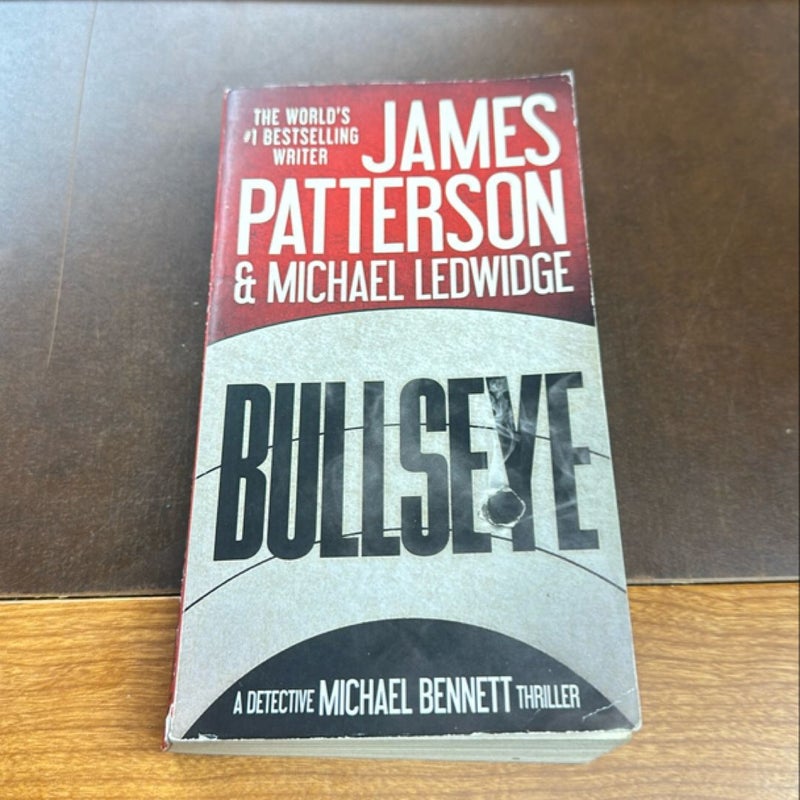 THE WORLD'S
#1 BESTSELLING
WRITER
JAMES
PATTERSON
& MICHAEL LEDWIDGE
BULLSEYE
A DETECTIVE MICHAEL BENNETT THRILLER